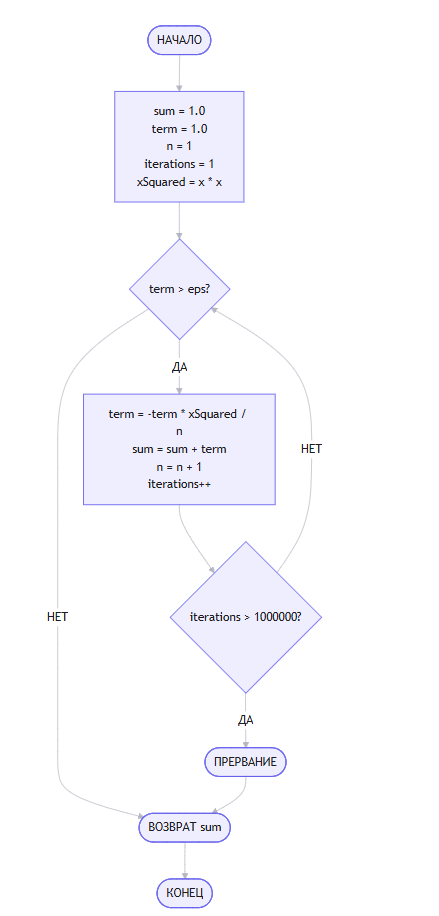 НАЧАЛО
sum = 1.0
term = 1.0
n = 1
iterations = 1
xSquared = x * x
term > eps?
ДА
term = -term * xSquared /
n
sum = sum + term
n = n + 1
iterations++
НЕТ
iterations > 1000000?
НЕТ
ДА
ПРЕРВАНИЕ
ВОЗВРАТ sum
КОНЕЦ